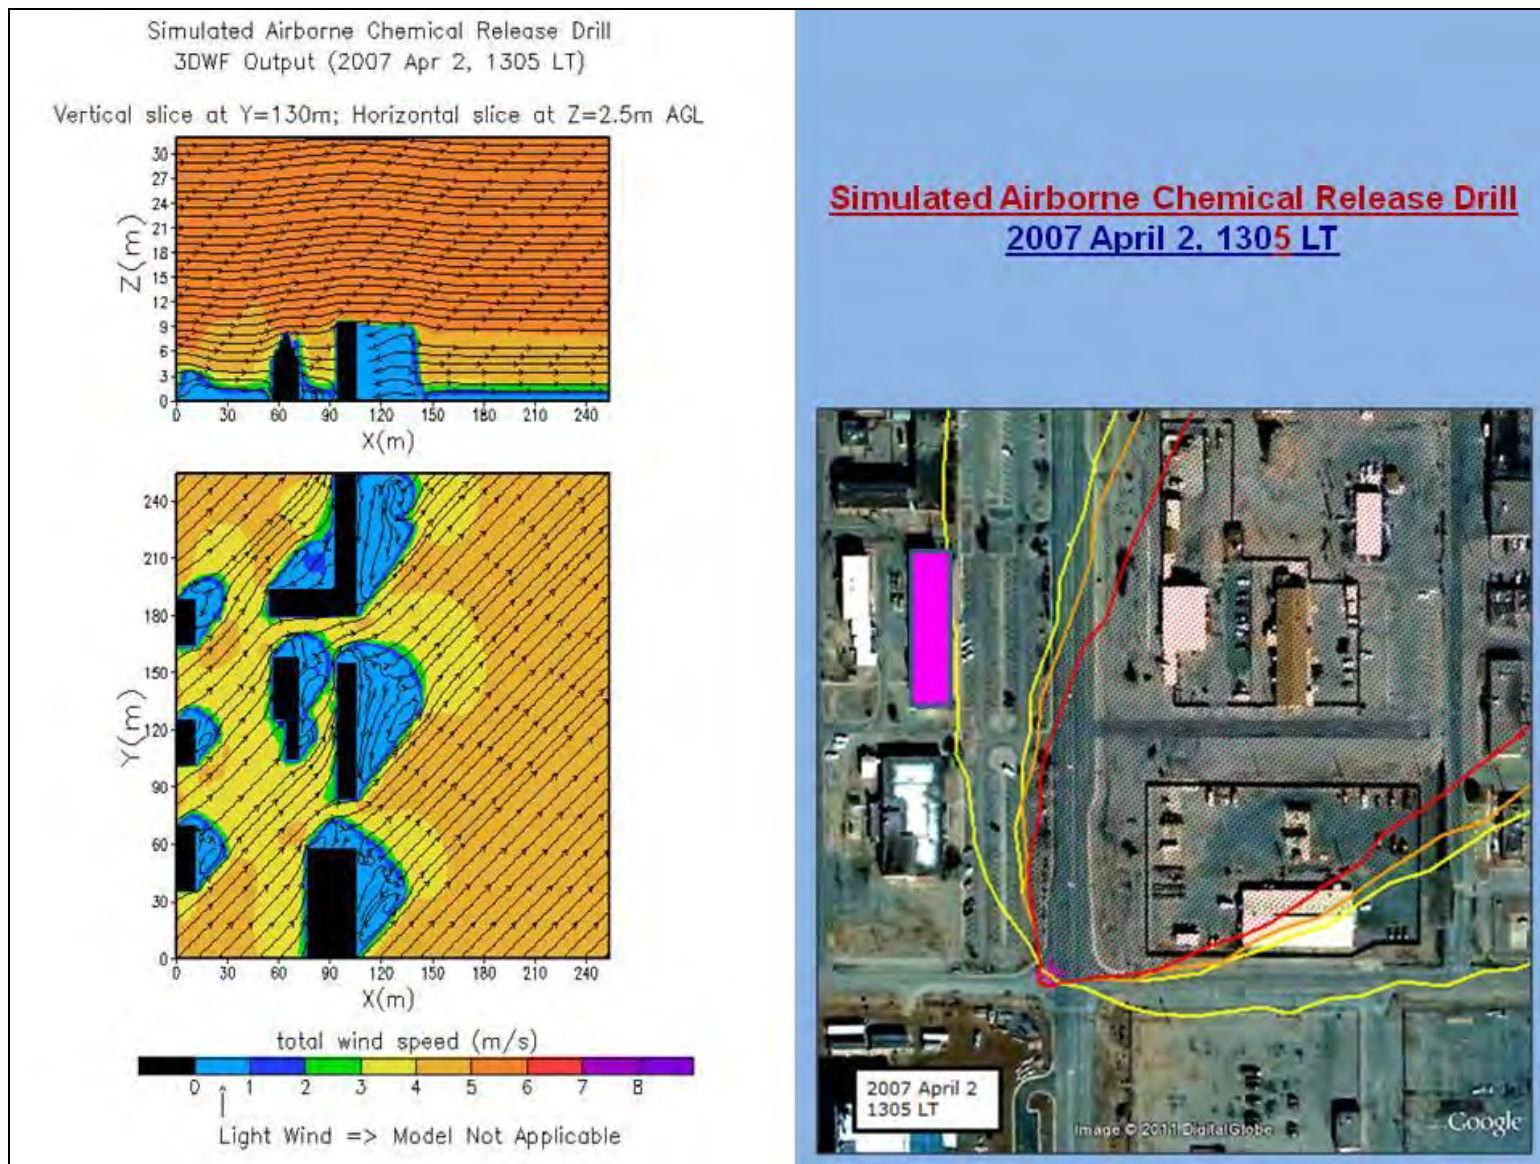 Simulated Airborne Chemical Release Drill
3DWF Output (2007 Apr 2, 1305 LT)
Vertical slice at Y=130m; Horizontal slice at Z=2.5m AGL
30
27
24
21
18
15
12
9
6
3
0
Z(m)
0 30 60 90 120 150 180 210 240
X(m)
240
210
180
150
120
90
60
30
0
Y(m)
0 30 60 90 120 150 180 210 240
X(m)
total wind speed (m/s)
0 1 2 3 4 5 6 7 8
Light Wind => Model Not Applicable
Simulated Airborne Chemical Release Drill
2007 April 2, 1305 LT
2007 April 2
1305 LT
Image © 2011 DigitalGlobe
Google